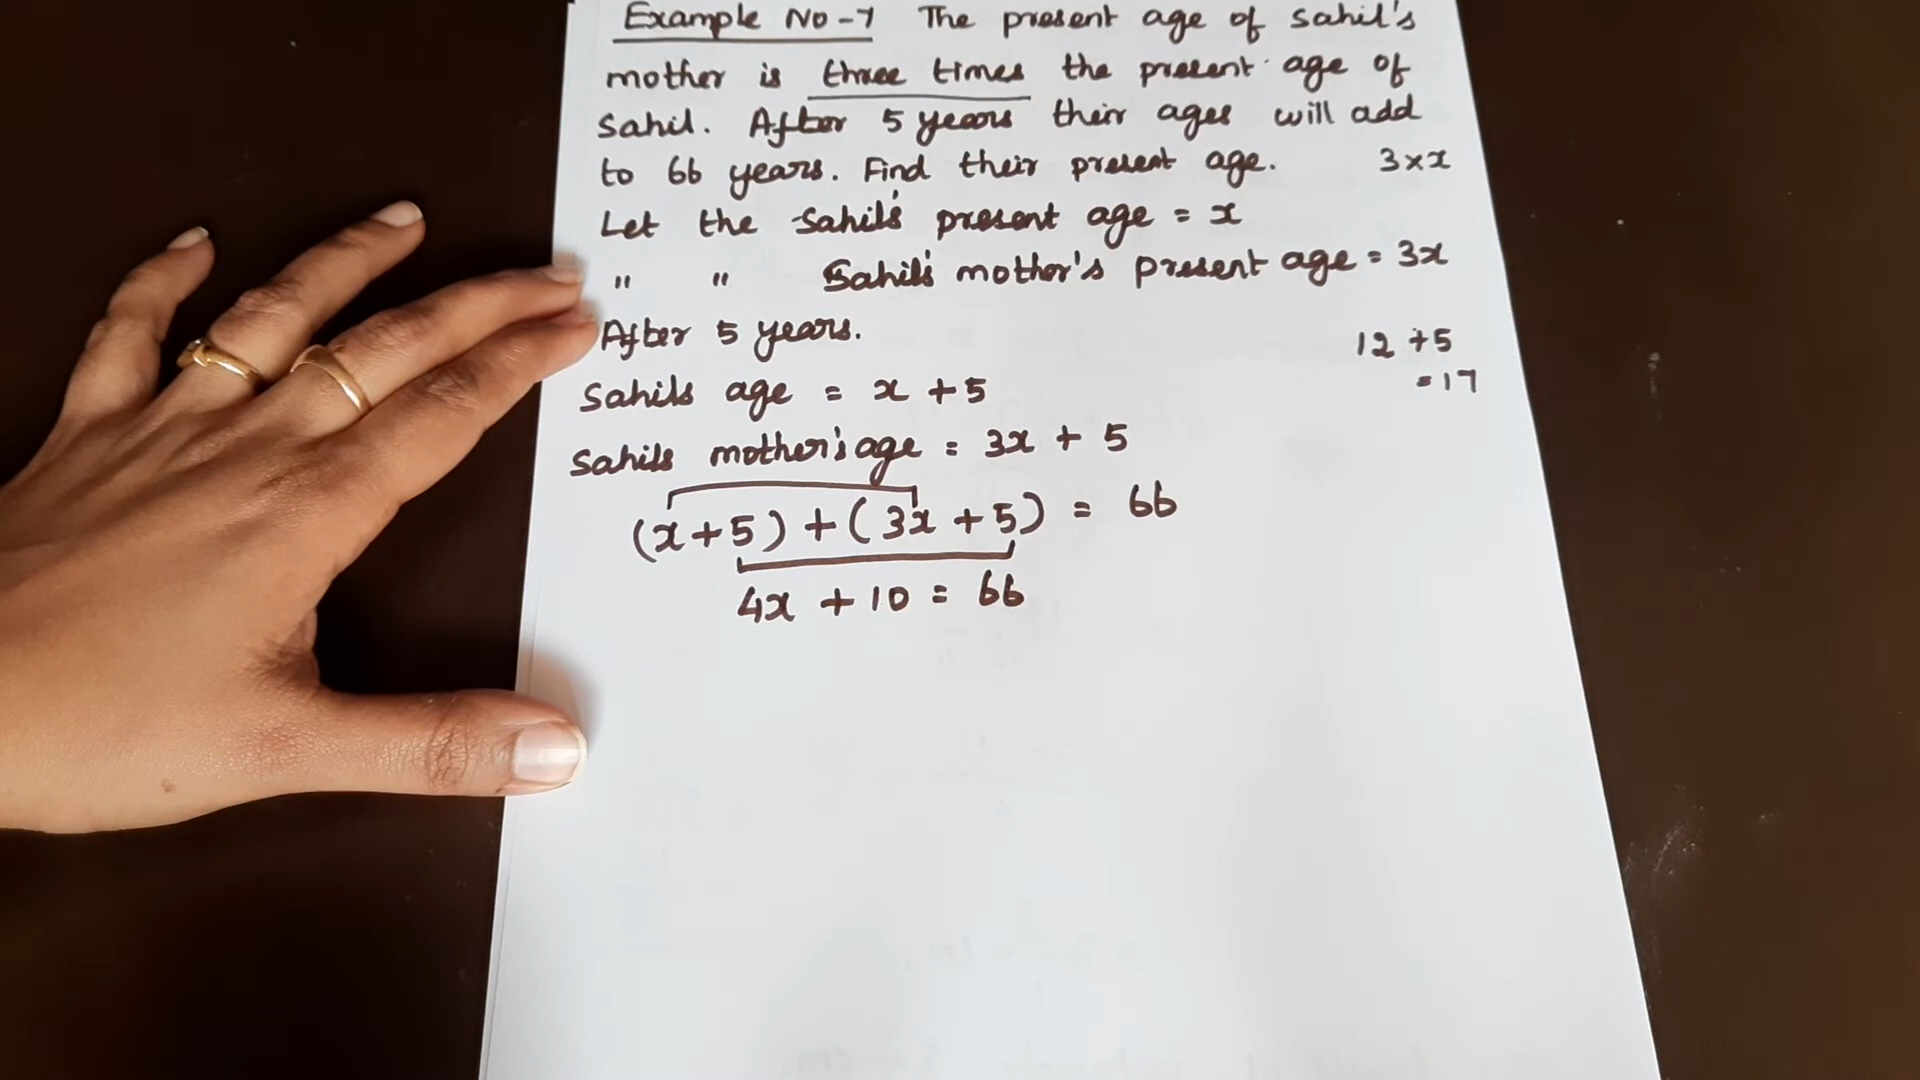 Example No-7 The present age of Sahil's
mother is three times the present age of
Sahil. After 5 years their ages will add
to 66 years. Find their present age. 3×x
Let the Sahil's present age = x
" " Sahil's mother's present age = 3x
After 5 years. 12 +5
Sahils age = x +5 =17
Sahils mother's age = 3x + 5
(x+5) + (3x +5) = 66
4x +10 = 66